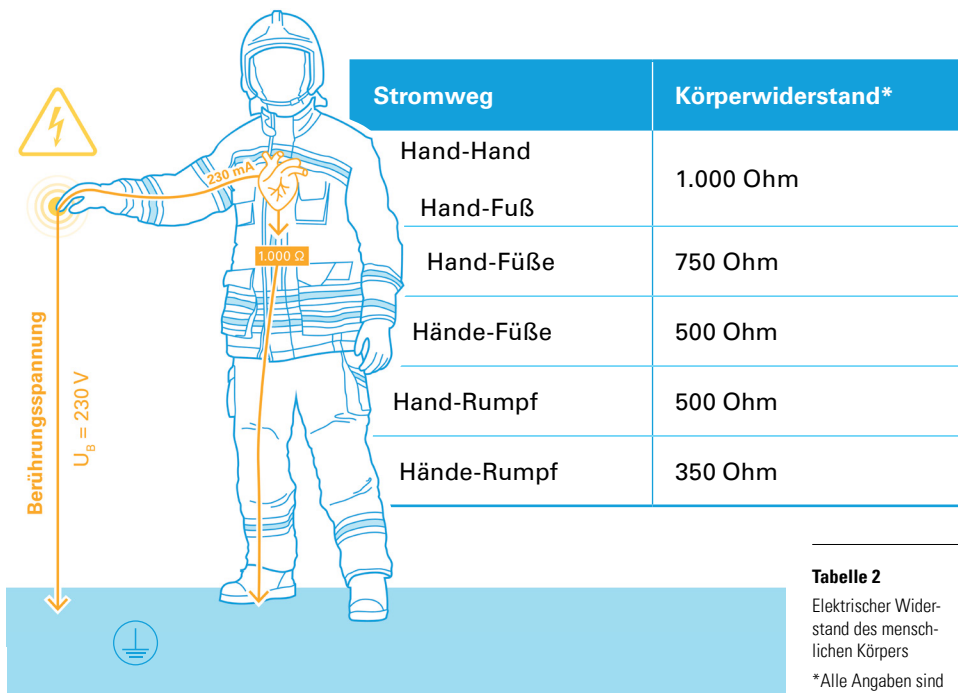 Stromweg Körperwiderstand*
Hand-Hand
1.000 Ohm
Hand-Fuß
Hand-Füße 750 Ohm
Hände-Füße 500 Ohm
Hand-Rumpf 500 Ohm
Hände-Rumpf 350 Ohm
230 mA
1.000 Ω
Berührungsspannung
U_B = 230 V
Tabelle 2
Elektrischer Wider-
stand des mensch-
lichen Körpers
*Alle Angaben sind